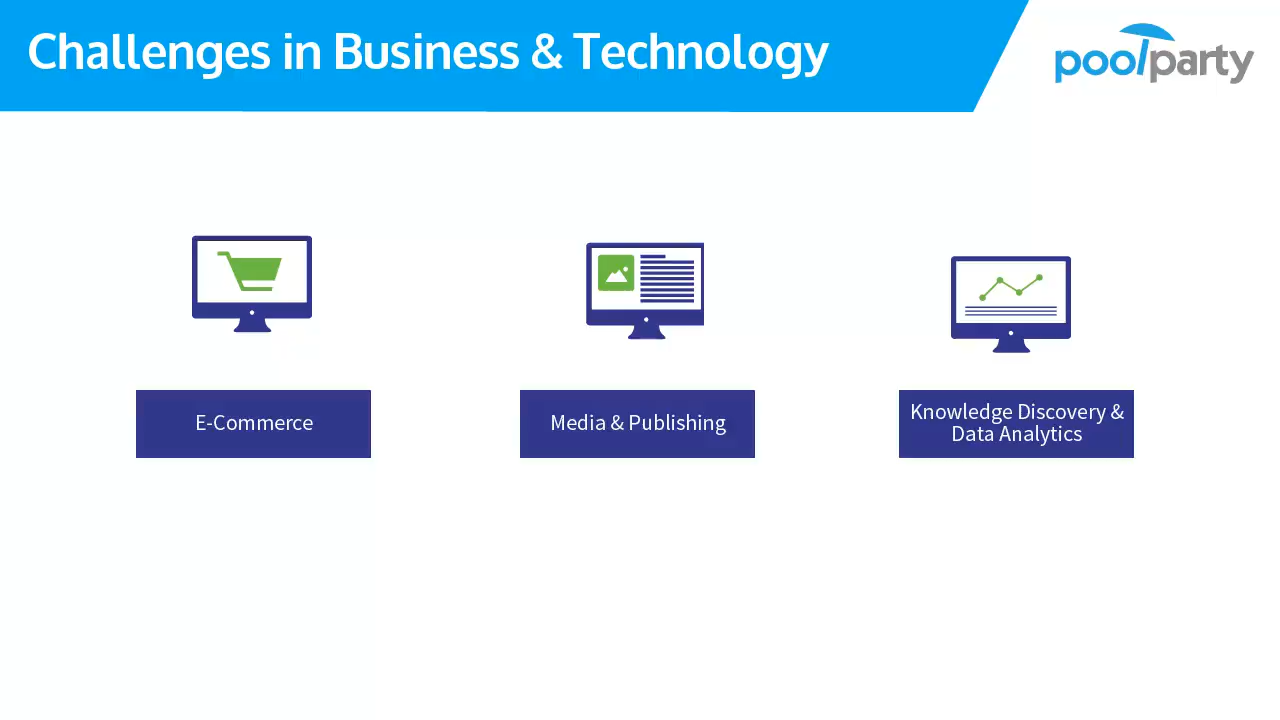 Challenges in Business & Technology
poolparty
E-Commerce
Media & Publishing
Knowledge Discovery &
Data Analytics